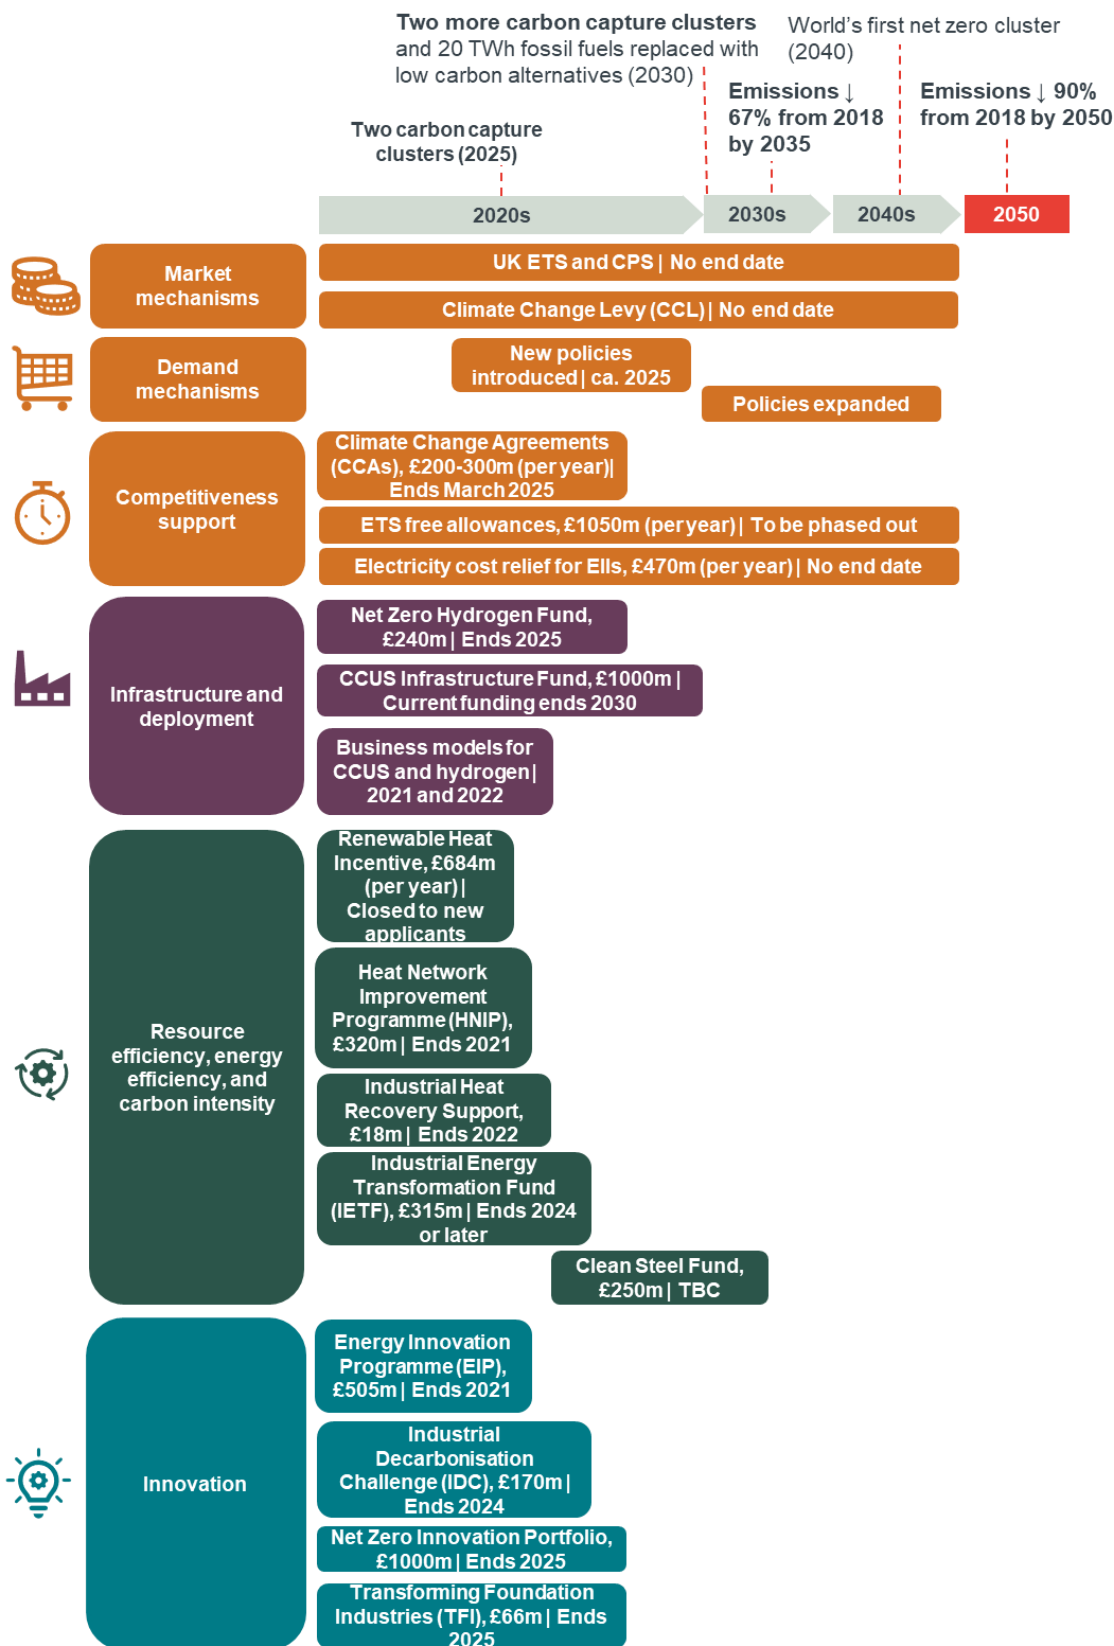 Two more carbon capture clusters
and 20 TWh fossil fuels replaced with
low carbon alternatives (2030)
World's first net zero cluster
(2040)
Emissions ↓
67% from 2018
by 2035
Emissions ↓ 90%
from 2018 by 2050
Two carbon capture
clusters (2025)
2020s
2030s
2040s
2050
Market
mechanisms
UK ETS and CPS | No end date
Climate Change Levy (CCL) | No end date
Demand
mechanisms
New policies
introduced | ca. 2025
Policies expanded
Competitiveness
support
Climate Change Agreements
(CCAs), £200-300m (per year)|
Ends March 2025
ETS free allowances, £1050m (per year) | To be phased out
Electricity cost relief for EIIs, £470m (per year) | No end date
Infrastructure and
deployment
Net Zero Hydrogen Fund,
£240m | Ends 2025
CCUS Infrastructure Fund, £1000m |
Current funding ends 2030
Business models for
CCUS and hydrogen |
2021 and 2022
Resource
efficiency, energy
efficiency, and
carbon intensity
Renewable Heat
Incentive, £684m
(per year) |
Closed to new
applicants
Heat Network
Improvement
Programme (HNIP),
£320m | Ends 2021
Industrial Heat
Recovery Support,
£18m | Ends 2022
Industrial Energy
Transformation Fund
(IETF), £315m | Ends 2024
or later
Clean Steel Fund,
£250m | TBC
Innovation
Energy Innovation
Programme (EIP),
£505m | Ends 2021
Industrial
Decarbonisation
Challenge (IDC), £170m |
Ends 2024
Net Zero Innovation Portfolio,
£1000m | Ends 2025
Transforming Foundation
Industries (TFI), £66m | Ends
2025